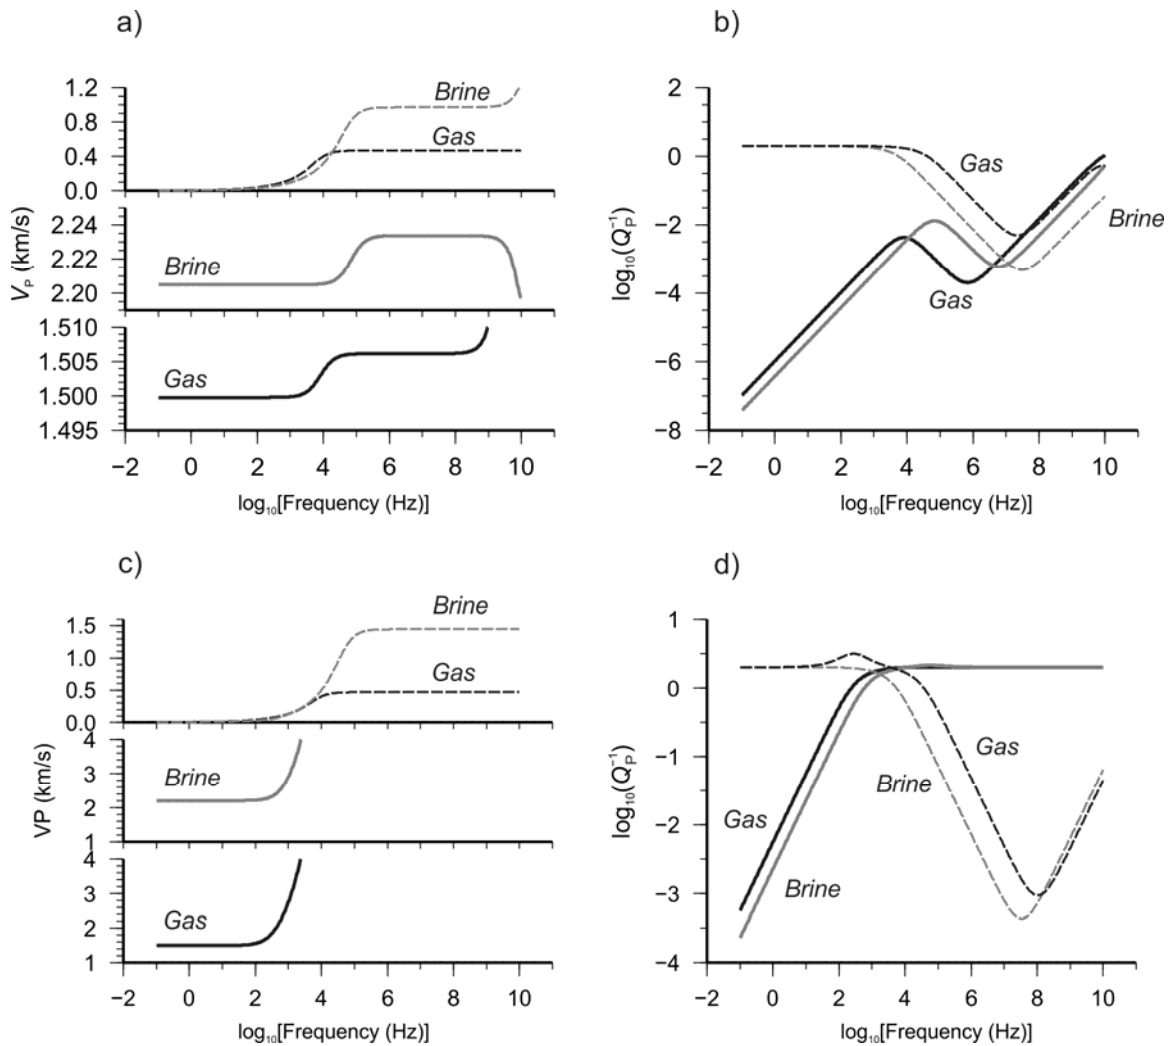 a)
1.2
0.8
0.4
0.0
Brine
Gas
2.24
2.22
2.20
Brine
1.510
1.505
1.500
1.495
Gas
V_P (km/s)
−2 0 2 4 6 8 10
log₁₀[Frequency (Hz)]
b)
2
0
−2
−4
−6
−8
Gas
Brine
Gas
log₁₀(Q_P⁻¹)
−2 0 2 4 6 8 10
log₁₀[Frequency (Hz)]
c)
1.5
1.0
0.5
0.0
Brine
Gas
4
3
2
1
Brine
4
3
2
1
Gas
VP (km/s)
−2 0 2 4 6 8 10
log₁₀[Frequency (Hz)]
d)
1
0
−1
−2
−3
−4
Gas
Brine
Gas
Brine
log₁₀(Q_P⁻¹)
−2 0 2 4 6 8 10
log₁₀[Frequency (Hz)]